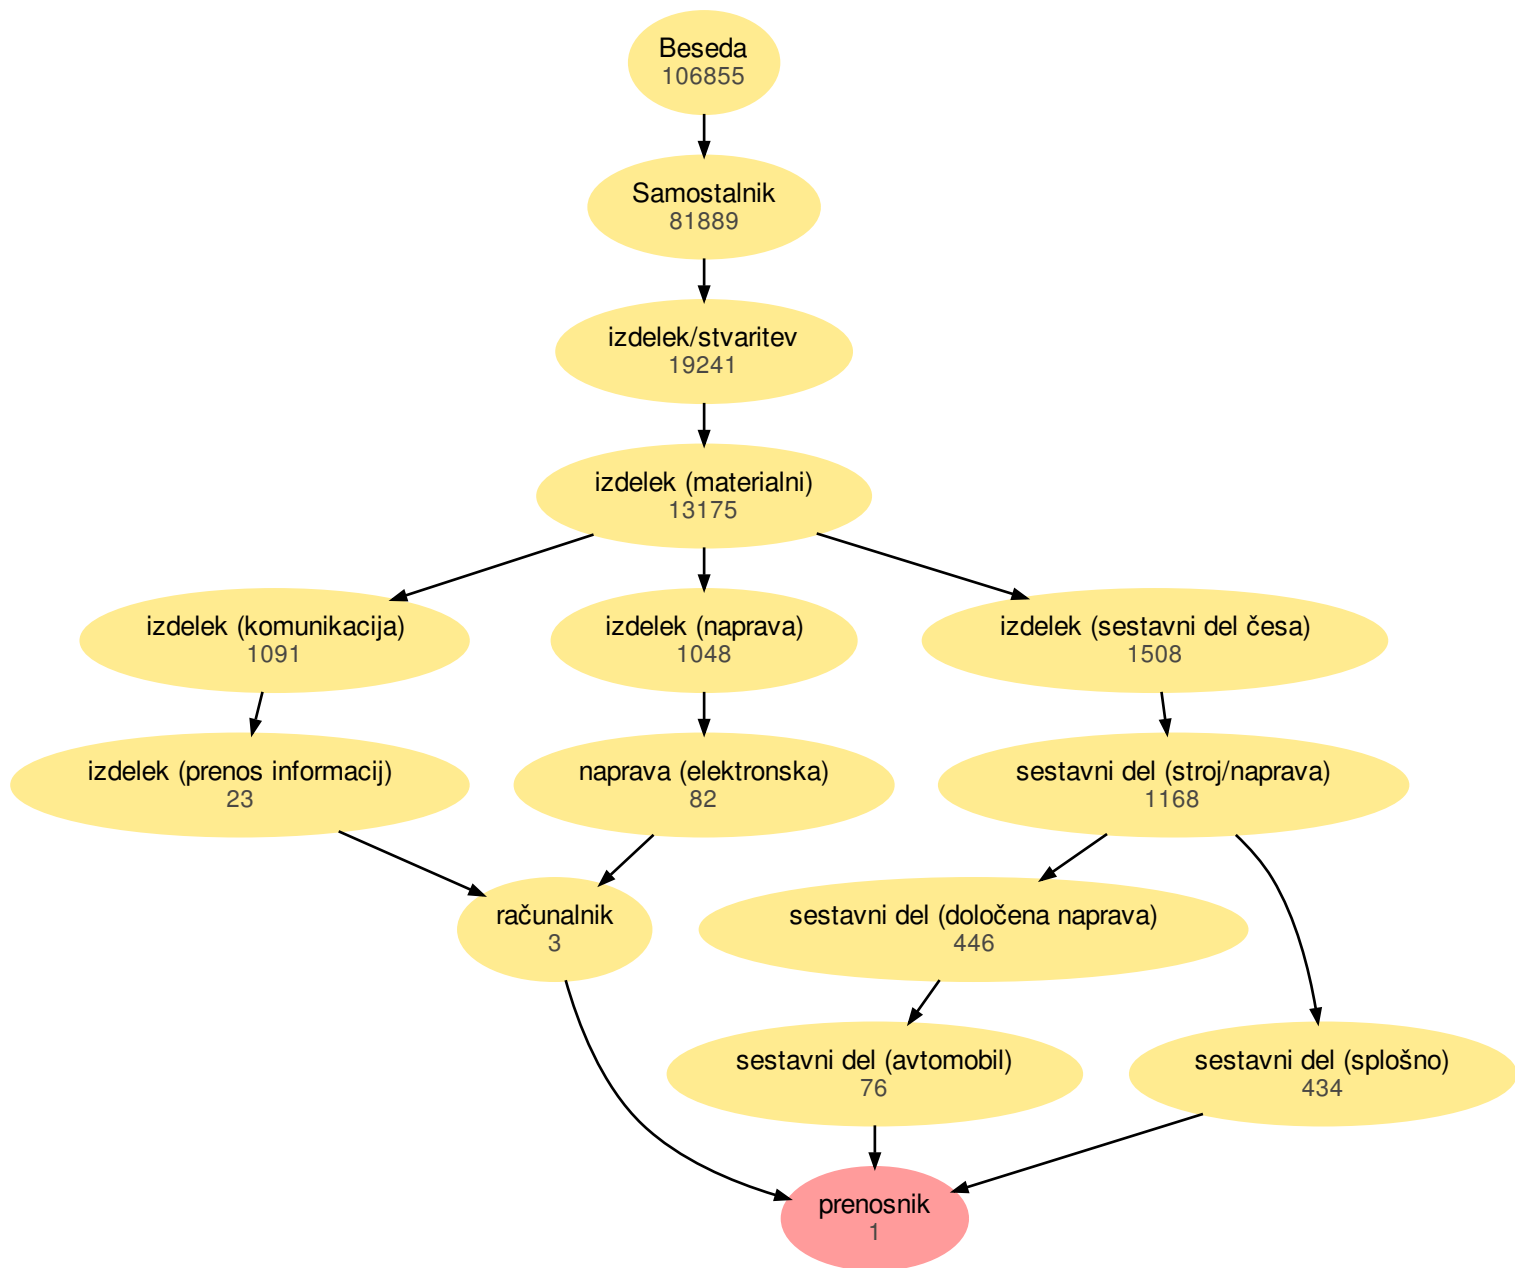 Beseda
106855
Samostalnik
81889
izdelek/stvaritev
19241
izdelek (materialni)
13175
izdelek (komunikacija)
1091
izdelek (naprava)
1048
izdelek (sestavni del česa)
1508
izdelek (prenos informacij)
23
naprava (elektronska)
82
sestavni del (stroj/naprava)
1168
računalnik
3
sestavni del (določena naprava)
446
sestavni del (avtomobil)
76
sestavni del (splošno)
434
prenosnik
1